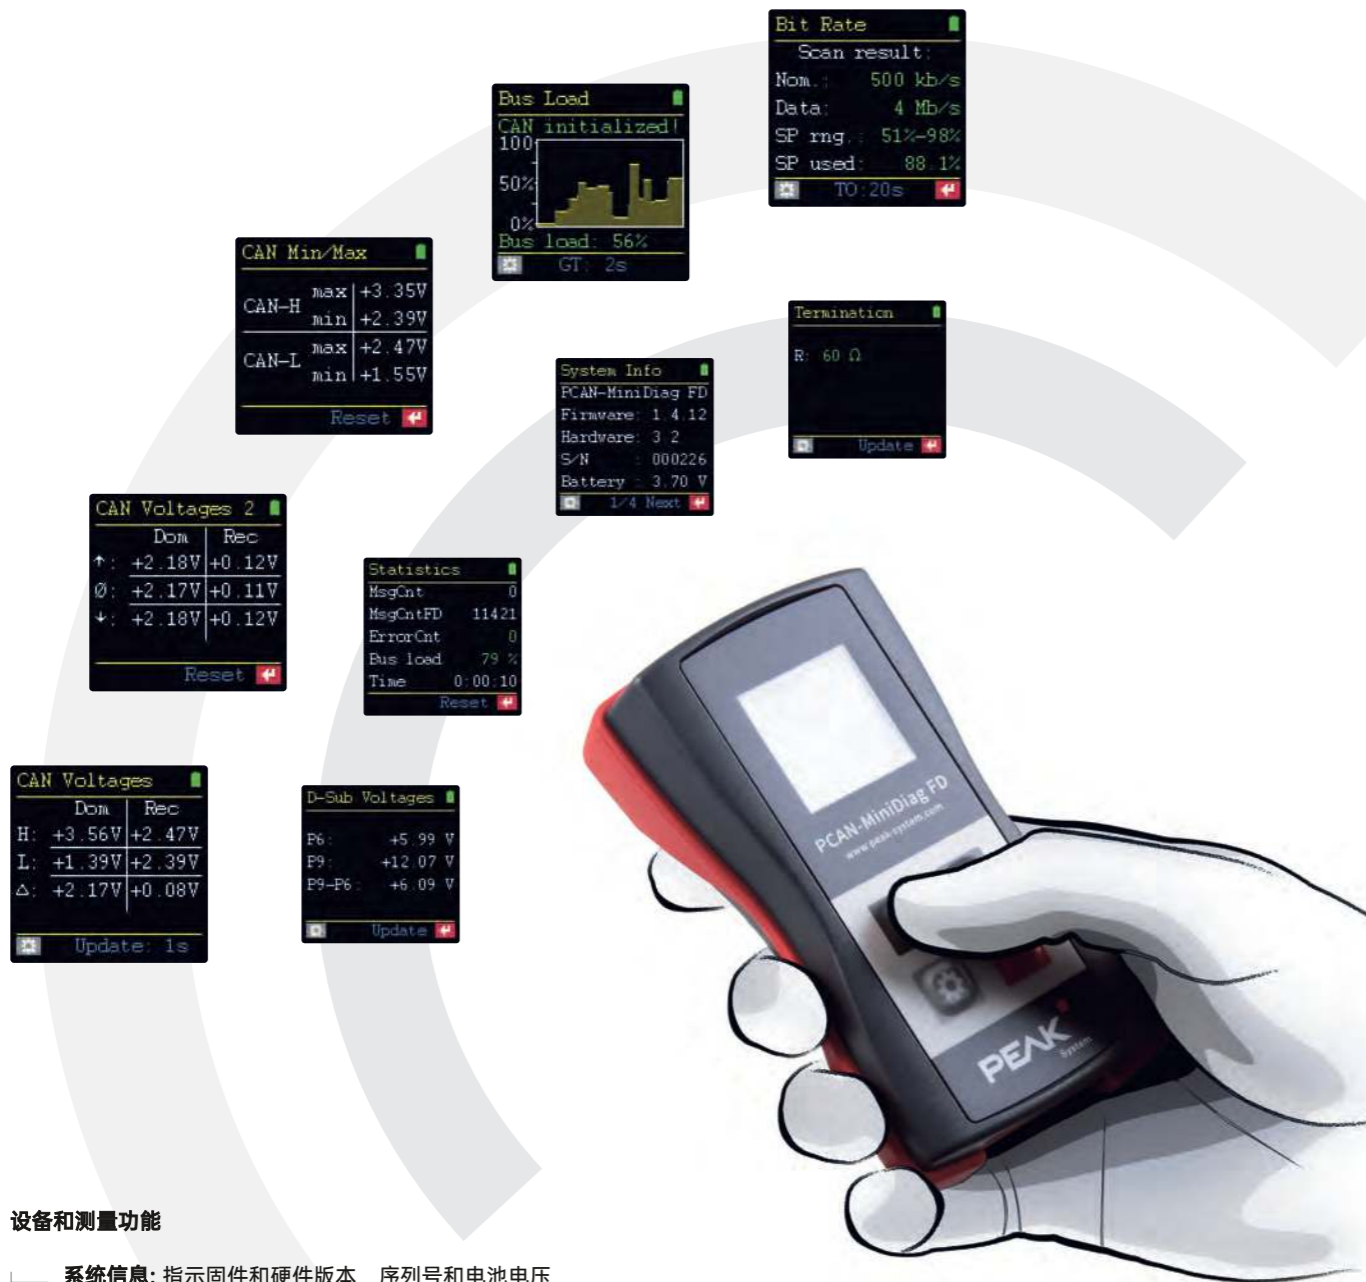 Bit Rate
Scan result:
Nom.: 500 kb/s
Data: 4 Mb/s
SP rng.: 51%-98%
SP used: 88.1%
TO:20s
Bus Load
CAN initialized!
100
50%
0%
Bus load: 56%
GT: 2s
CAN Min/Max
CAN-H max +3.35V
min +2.39V
CAN-L max +2.47V
min +1.55V
Reset
Termination
R: 60 Ω
Update
System Info
PCAN-MiniDiag FD
Firmware: 1.4.12
Hardware: 3.2
S/N : 000226
Battery : 3.70 V
1/4 Next
CAN Voltages 2
Dom Rec
↑: +2.18V +0.12V
Ø: +2.17V +0.11V
↓: +2.18V +0.12V
Reset
Statistics
MsgCnt 0
MsgCntFD 11421
ErrorCnt 0
Bus load 79 %
Time 0:00:10
Reset
CAN Voltages
Dom Rec
H: +3.56V +2.47V
L: +1.39V +2.39V
△: +2.17V +0.08V
Update: 1s
D-Sub Voltages
P6: +5.99 V
P9: +12.07 V
P9-P6: +6.09 V
Update
PCAN-MiniDiag FD
www.peak-system.com
PEAK
System
设备和测量功能
系统信息: 指示固件和硬件版本 序列号和电池电压